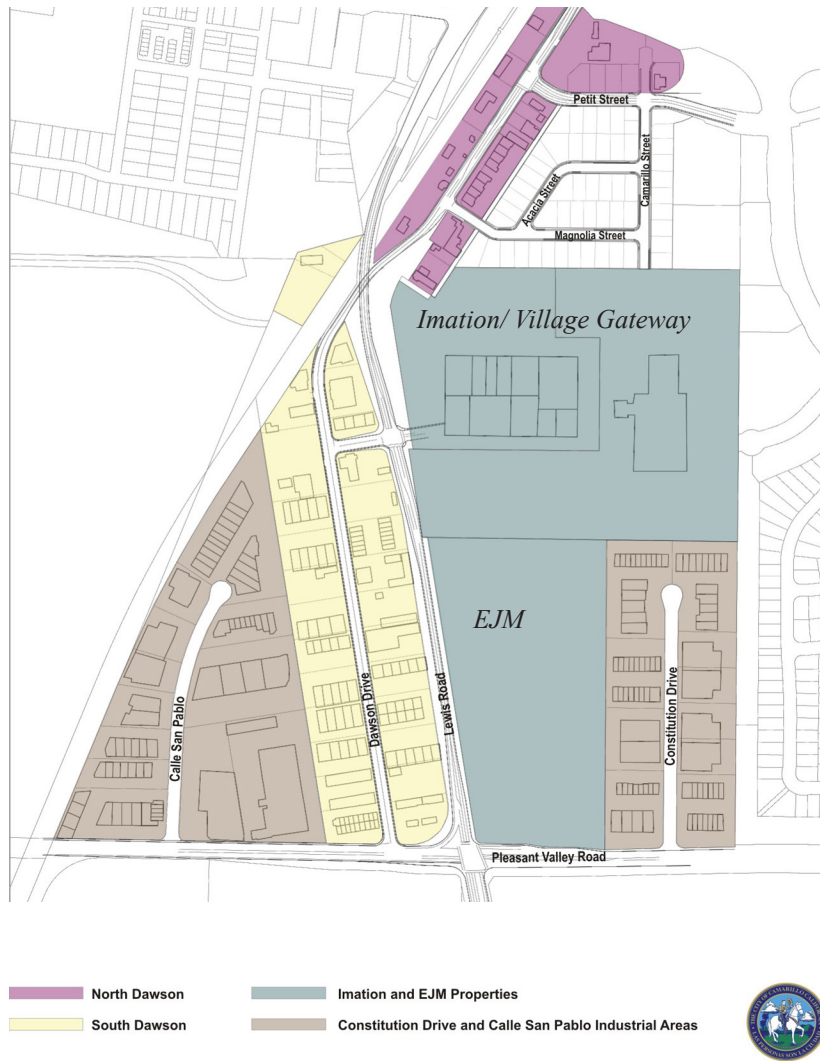 Petit Street
Camarillo Street
Acacia Street
Magnolia Street
Imation/ Village Gateway
EJM
Dawson Drive
Lewis Road
Calle San Pablo
Constitution Drive
Pleasant Valley Road
North Dawson
Imation and EJM Properties
South Dawson
Constitution Drive and Calle San Pablo Industrial Areas